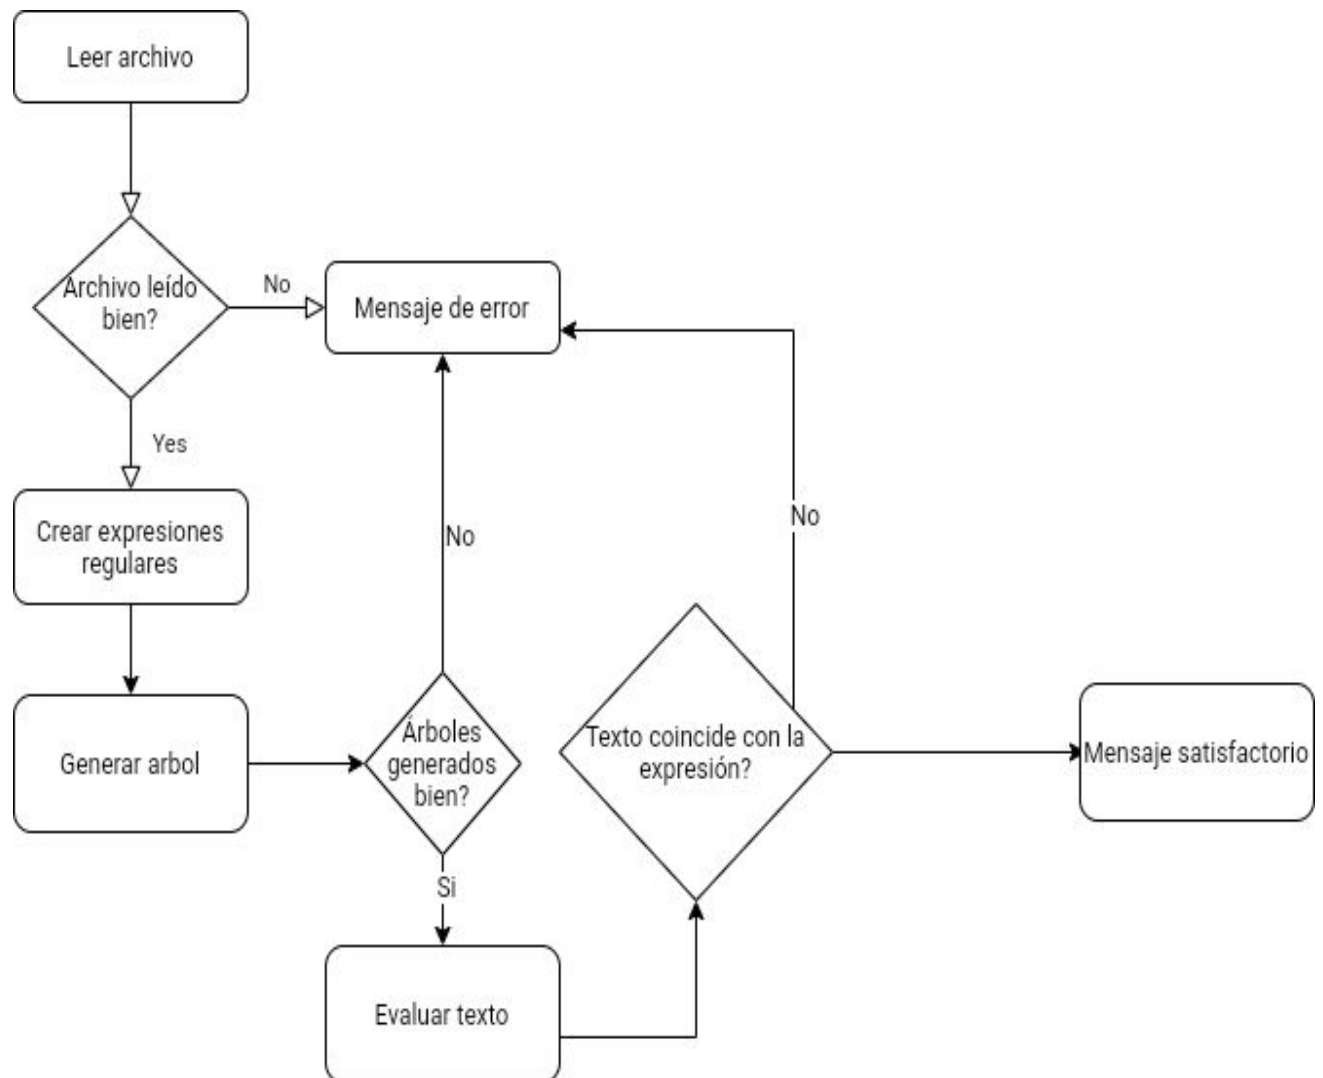 Leer archivo
Archivo leído
bien?
No
Mensaje de error
Yes
Crear expresiones
regulares
Generar arbol
Árboles
generados
bien?
No
Si
Evaluar texto
Texto coincide con la
expresión?
No
Mensaje satisfactorio